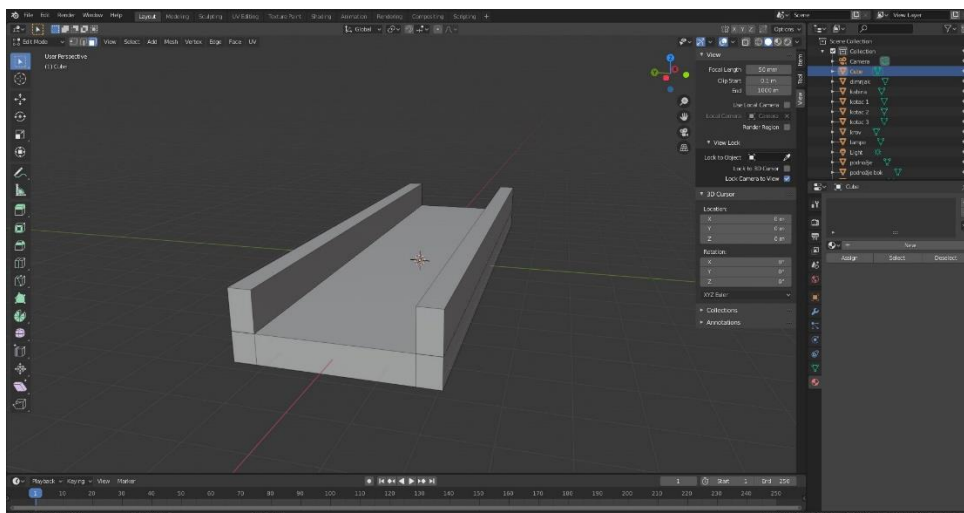 File Edit Render Window Help Layout Modeling Sculpting UV Editing Texture Paint Shading Animation Rendering Compositing Scripting + Scene View Layer
Global X Y Z Options
Edit Mode View Select Add Mesh Vertex Edge Face UV
User Perspective
(1) Cube
View
Focal Length 50 mm
Clip Start 0.1 m
End 1000 m
Use Local Camera
Local Camera Camera
Render Region
View Lock
Lock to Object
Lock to 3D Cursor
Lock Camera to View
3D Cursor
Location:
X 0 m
Y 0 m
Z 0 m
Rotation:
X 0°
Y 0°
Z 0°
XYZ Euler
Collections
Annotations
Item
Tool
View
Scene Collection
Collection
Camera
Cube
dimnjak
kabina
kotac 1
kotac 2
kotac 3
krov
lampa
Light
podnožje
podnožje bok
Cube
New
Assign Select Deselect
Playback Keying View Marker 1 Start 1 End 250
1 10 20 30 40 50 60 70 80 90 100 110 120 130 140 150 160 170 180 190 200 210 220 230 240 250